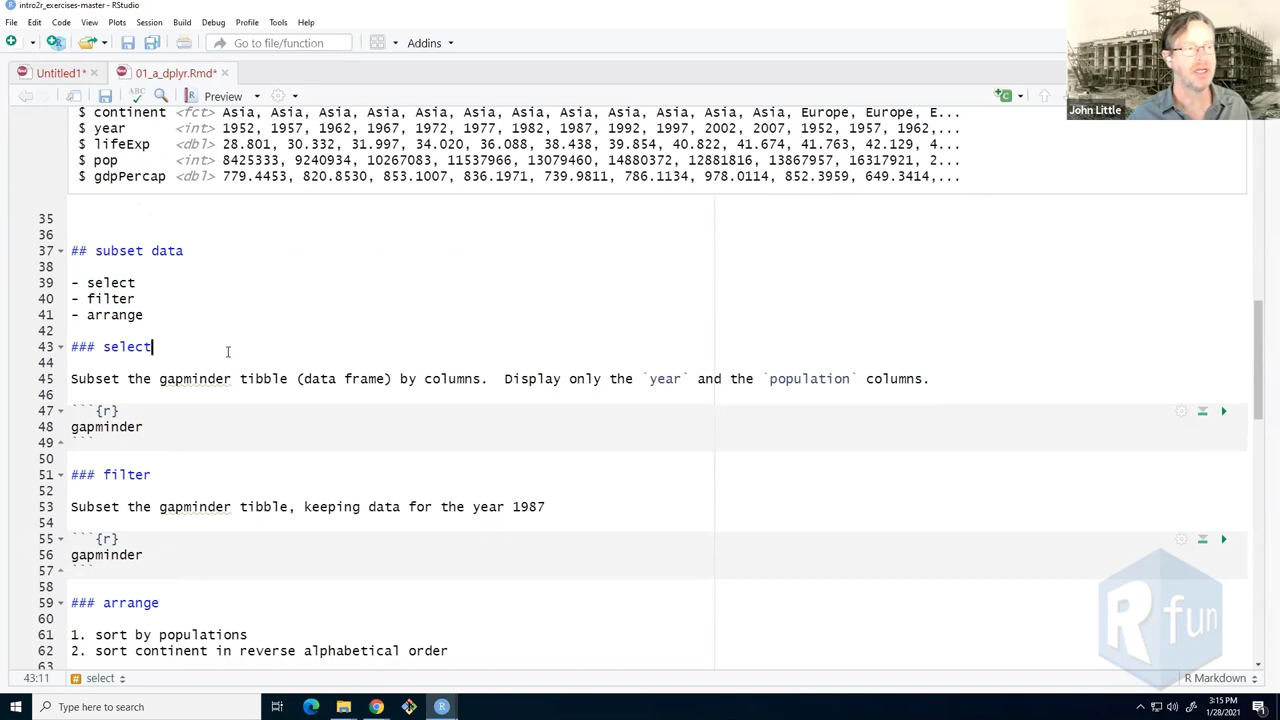 intro2r_exercises-master - RStudio
File Edit Code View Plots Session Build Debug Profile Tools Help
Go to file/function Addins
Untitled1* 01_a_dplyr.Rmd*
ABC Preview
$ continent <fct> Asia, Asia, Asia, Asia, Asia, Asia, Asia, Asia, Asia, Asia, Asia, Asia, Europe, Europe, E...
$ year <int> 1952, 1957, 1962, 1967, 1972, 1977, 1982, 1987, 1992, 1997, 2002, 2007, 1952, 1957, 1962,...
$ lifeExp <dbl> 28.801, 30.332, 31.997, 34.020, 36.088, 38.438, 39.854, 40.822, 41.674, 41.763, 42.129, 4...
$ pop <int> 8425333, 9240934, 10267083, 11537966, 13079460, 14880372, 12881816, 13867957, 16317921, 2...
$ gdpPercap <dbl> 779.4453, 820.8530, 853.1007, 836.1971, 739.9811, 786.1134, 978.0114, 852.3959, 649.3414,...
John Little
35
36
37 ## subset data
38
39 - select
40 - filter
41 - arrange
42
43 ### select
44
45 Subset the gapminder tibble (data frame) by columns.  Display only the `year` and the `population` columns.
46
47 ```{r}
48 gapminder
49 ```
50
51 ### filter
52
53 Subset the gapminder tibble, keeping data for the year 1987
54
55 ```{r}
56 gapminder
57 ```
58
59 ### arrange
60
61 1. sort by populations
62 2. sort continent in reverse alphabetical order
63
R fun
43:11 # select R Markdown
Type here to search
3:15 PM
1/28/2021